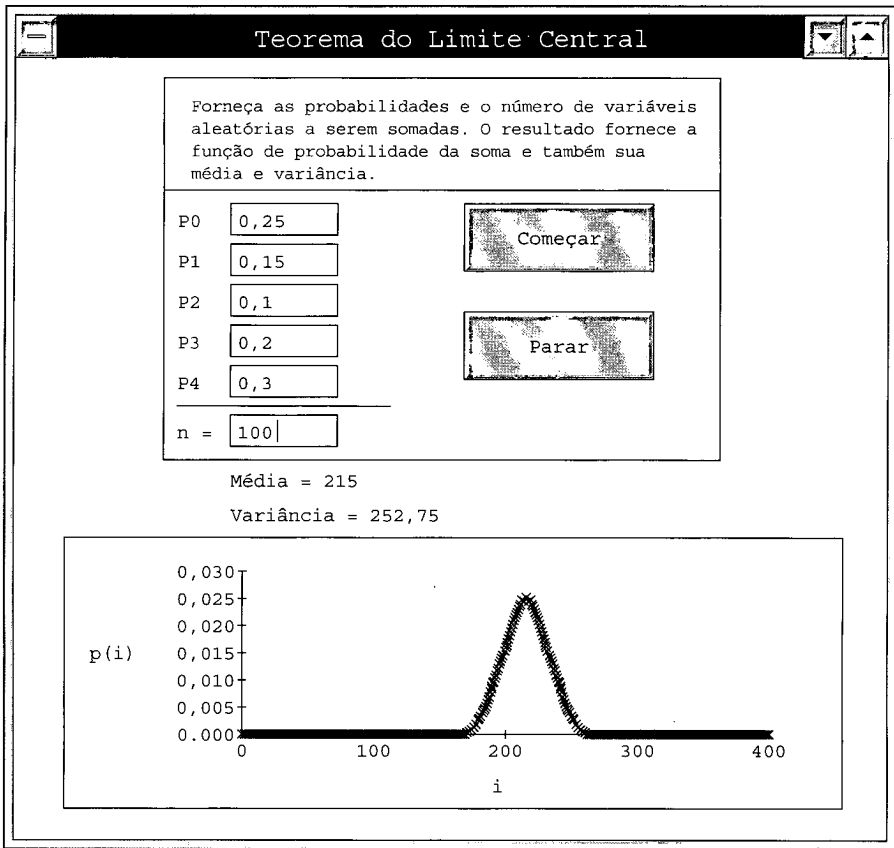 Teorema do Limite Central
Forneça as probabilidades e o número de variáveis
aleatórias a serem somadas. O resultado fornece a
função de probabilidade da soma e também sua
média e variância.
P0 0,25
P1 0,15
P2 0,1
P3 0,2
P4 0,3
n = 100
Começar
Parar
Média = 215
Variância = 252,75
0,030
0,025
0,020
0,015
0,010
0,005
0.000
p(i)
0 100 200 300 400
i